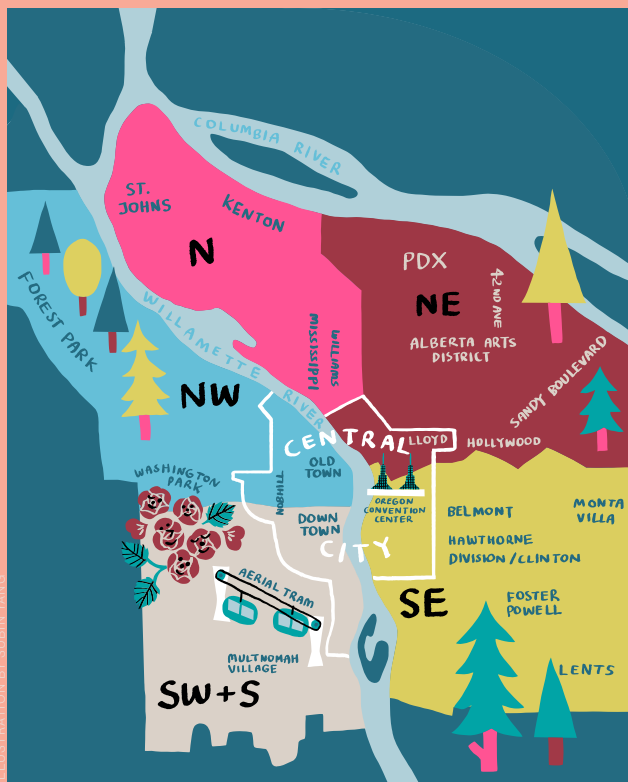 COLUMBIA RIVER
ST.
JOHNS
KENTON
N
PDX
NE
42ND AVE
ALBERTA ARTS
DISTRICT
FOREST PARK
WILLAMETTE
RIVER
MISSISSIPPI
WILLIAMS
SANDY BOULEVARD
NW
CENTRAL
LLOYD
HOLLYWOOD
OLD
TOWN
WASHINGTON
PARK
NOBHILL
OREGON
CONVENTION
CENTER
DOWN
TOWN
CITY
BELMONT
MONTA
VILLA
HAWTHORNE
DIVISION/CLINTON
AERIAL TRAM
SE
FOSTER
POWELL
MULTNOMAH
VILLAGE
LENTS
SW+S